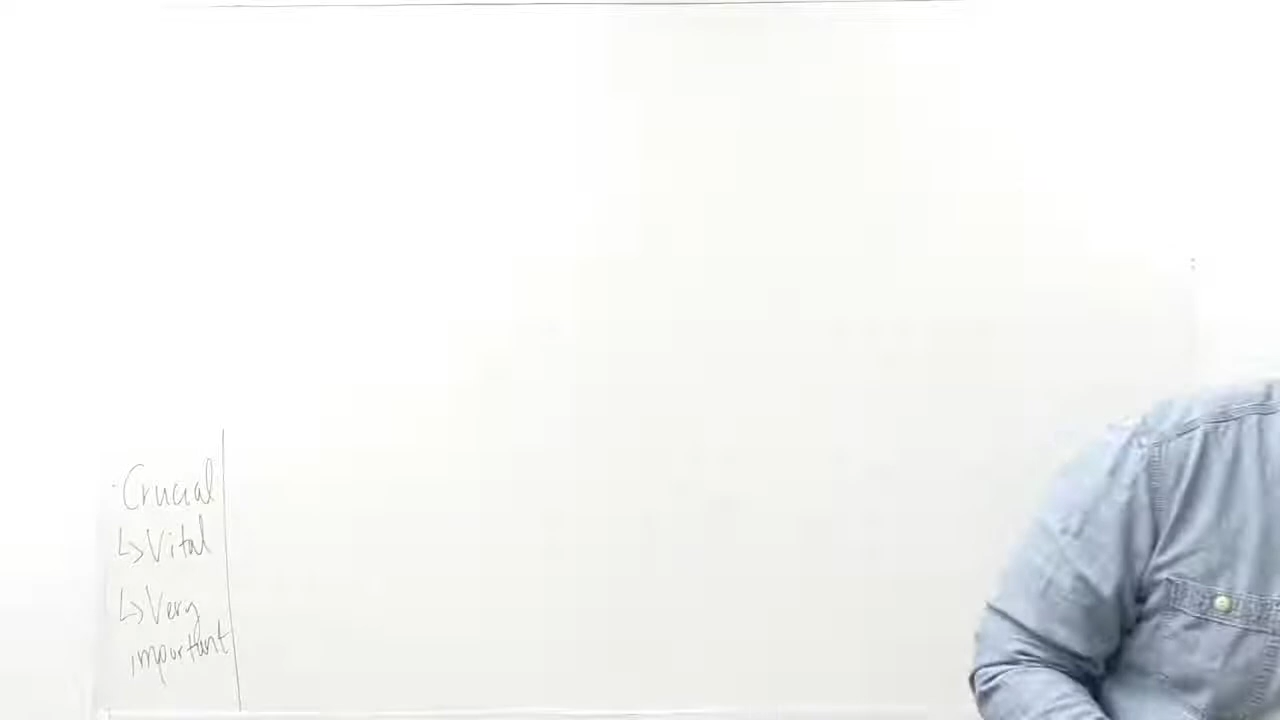 · Crucial
↳ Vital
↳ Very
important